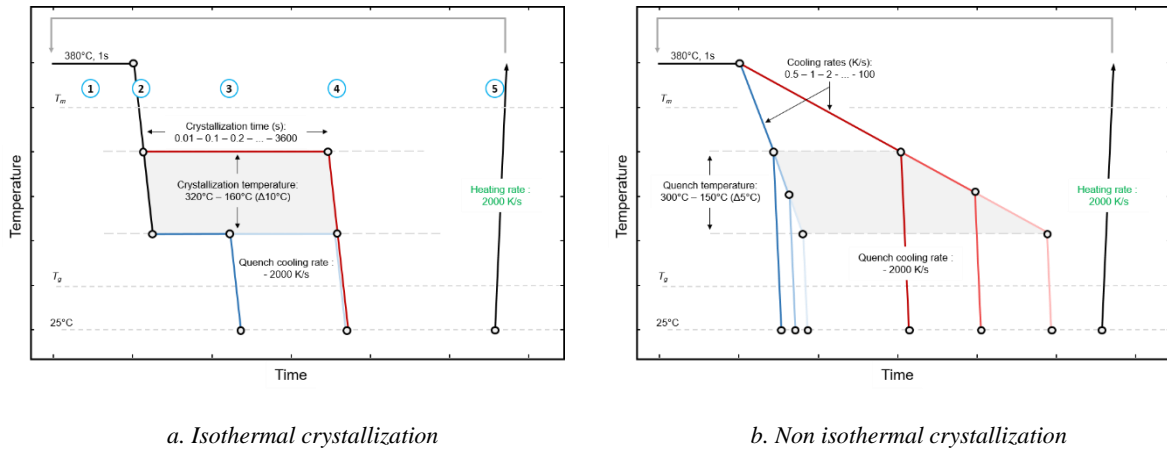 380°C, 1s
1
2
3
4
5
Tm
Crystallization time (s):
0.01 – 0.1 – 0.2 – ... – 3600
Crystallization temperature:
320°C – 160°C (Δ10°C)
Heating rate :
2000 K/s
Quench cooling rate :
- 2000 K/s
Tg
25°C
Temperature
Time
a. Isothermal crystallization
380°C, 1s
Cooling rates (K/s):
0.5 – 1 – 2 - ... - 100
Tm
Quench temperature:
300°C – 150°C (Δ5°C)
Heating rate :
2000 K/s
Quench cooling rate :
- 2000 K/s
Tg
25°C
Temperature
Time
b. Non isothermal crystallization